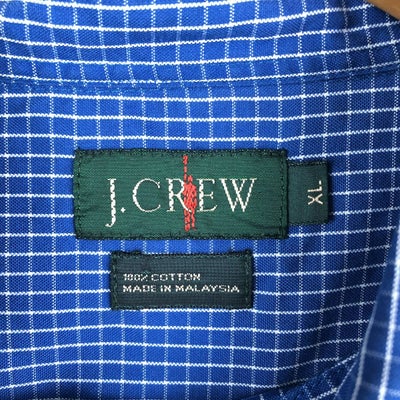 J.CREW
XL
100% COTTON
MADE IN MALAYSIA